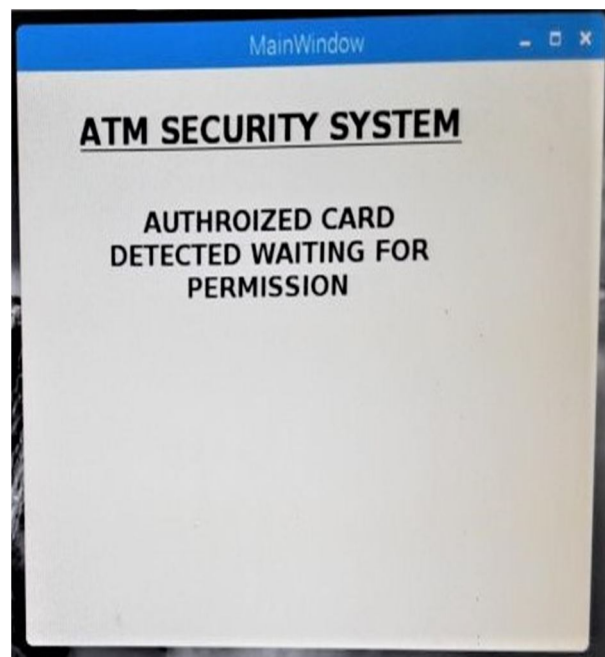 MainWindow
ATM SECURITY SYSTEM
AUTHROIZED CARD
DETECTED WAITING FOR
PERMISSION